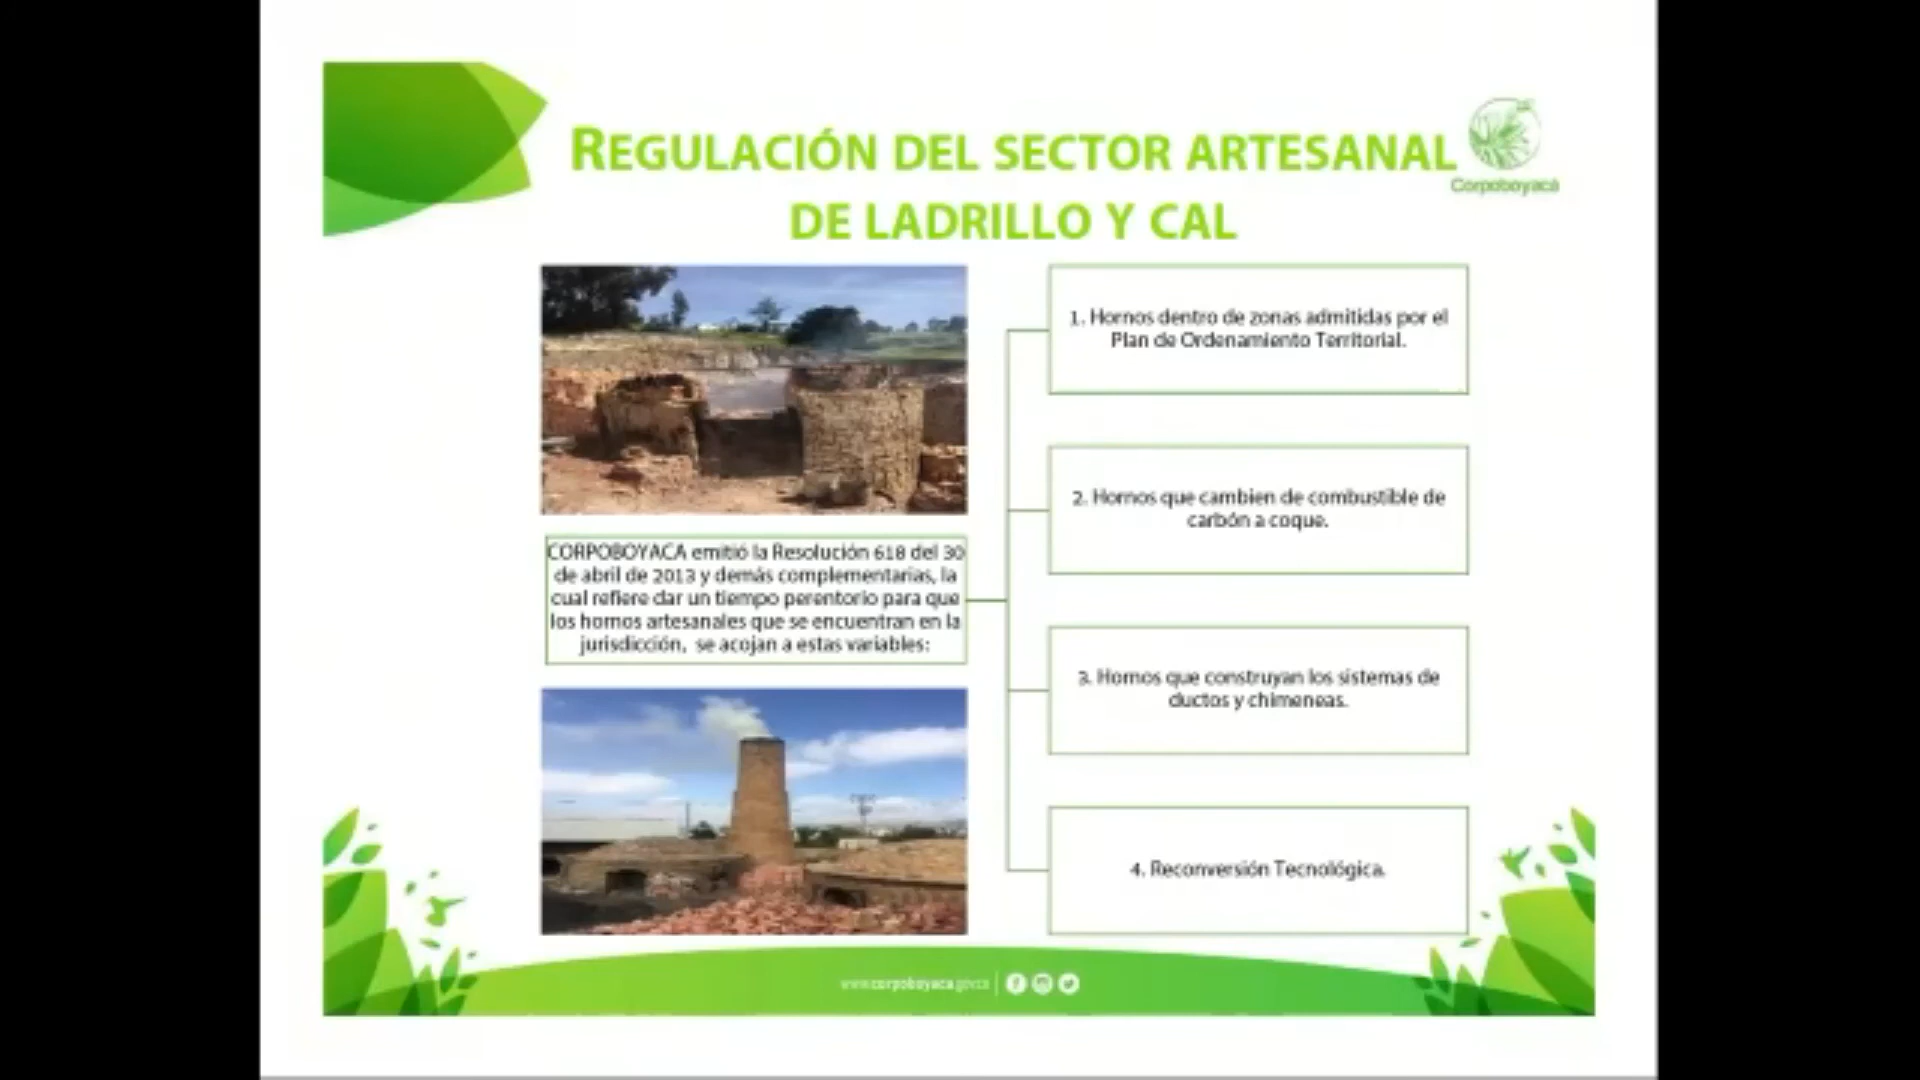 REGULACIÓN DEL SECTOR ARTESANAL
DE LADRILLO Y CAL
Corpoboyacá
1. Hornos dentro de zonas admitidas por el
Plan de Ordenamiento Territorial.
2. Hornos que cambien de combustible de
carbón a coque.
CORPOBOYACA emitió la Resolución 618 del 30
de abril de 2013 y demás complementarias, la
cual refiere dar un tiempo perentorio para que
los hornos artesanales que se encuentran en la
jurisdicción, se acojan a estas variables:
3. Hornos que construyan los sistemas de
ductos y chimeneas.
4. Reconversión Tecnológica.
www.corpoboyaca.gov.co